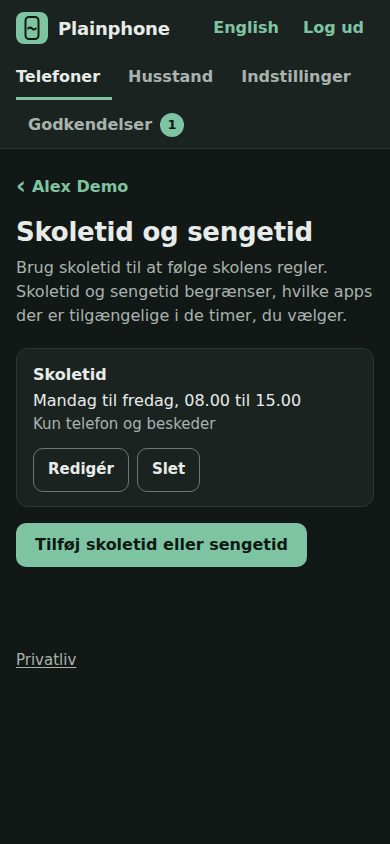 Plainphone
English
Log ud
Telefoner
Husstand
Indstillinger
Godkendelser 1
‹ Alex Demo
Skoletid og sengetid
Brug skoletid til at følge skolens regler.
Skoletid og sengetid begrænser, hvilke apps
der er tilgængelige i de timer, du vælger.
Skoletid
Mandag til fredag, 08.00 til 15.00
Kun telefon og beskeder
Redigér
Slet
Tilføj skoletid eller sengetid
Privatliv